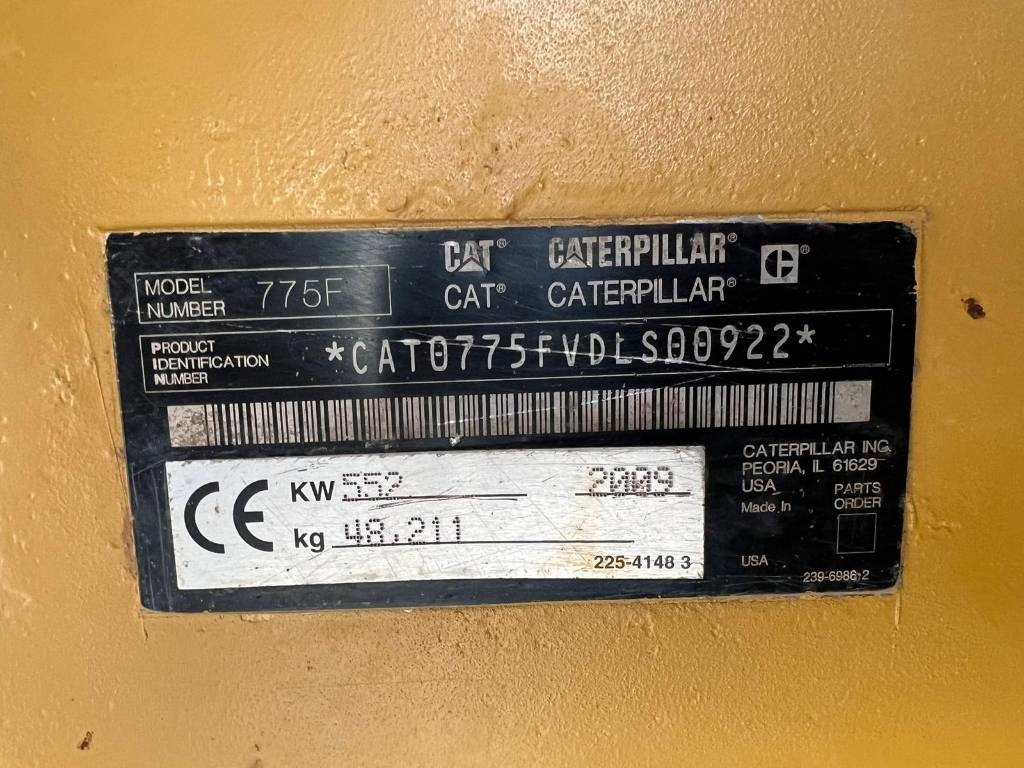 CAT® CATERPILLAR®
CAT® CATERPILLAR®
MODEL NUMBER 775F
PRODUCT
IDENTIFICATION
NUMBER
*CAT0775FVDLS00922*
CE KW 552 2009
kg 48,211
225-4148 3
CATERPILLAR INC.
PEORIA, IL 61629
USA
Made in
USA
PARTS
ORDER
239-6986 2